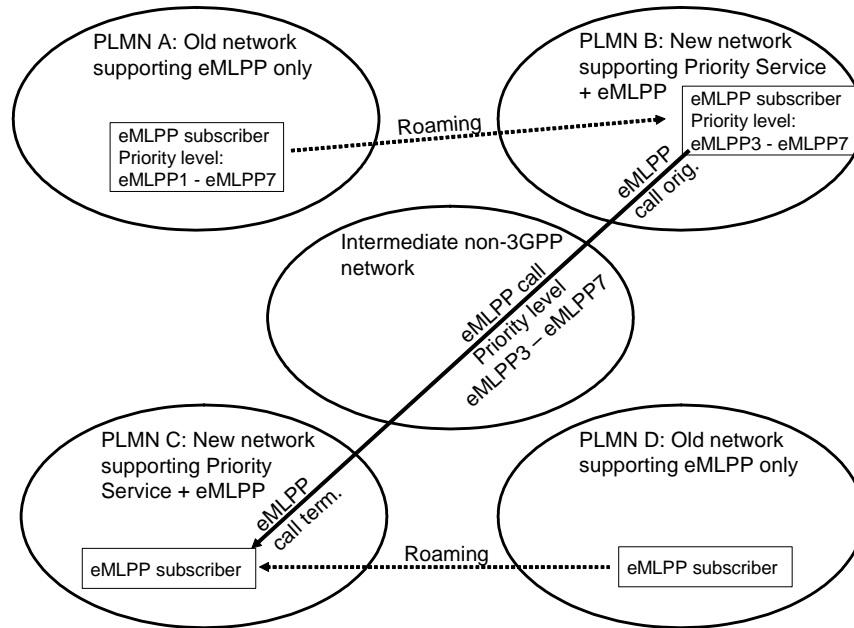 PLMN A: Old network
supporting eMLPP only
eMLPP subscriber
Priority level:
eMLPP1 - eMLPP7
Roaming
PLMN B: New network
supporting Priority Service
+ eMLPP
eMLPP subscriber
Priority level:
eMLPP3 - eMLPP7
eMLPP
call orig.
Intermediate non-3GPP
network
eMLPP call
Priority level
eMLPP3 – eMLPP7
PLMN C: New network
supporting Priority
Service + eMLPP
eMLPP
call term.
eMLPP subscriber
Roaming
PLMN D: Old network
supporting eMLPP only
eMLPP subscriber